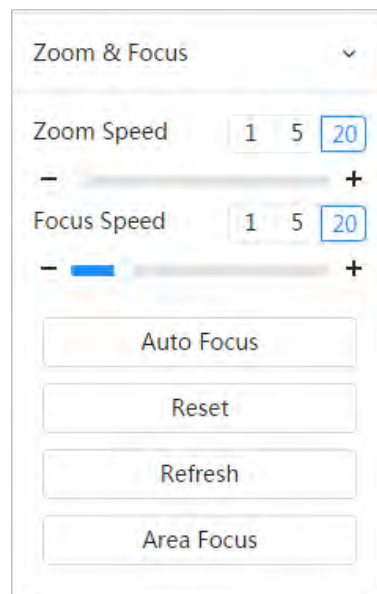 Zoom & Focus
Zoom Speed 1 5 20
- +
Focus Speed 1 5 20
- +
Auto Focus
Reset
Refresh
Area Focus